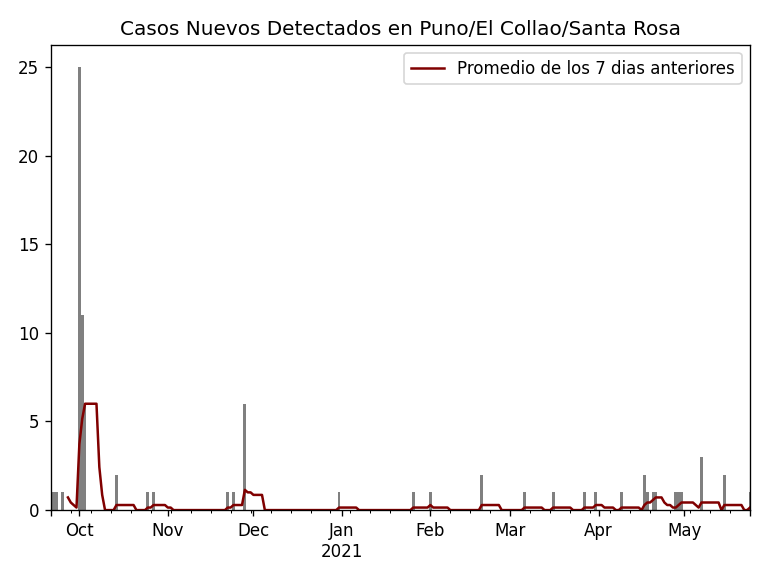 Casos Nuevos Detectados en Puno/El Collao/Santa Rosa
Promedio de los 7 dias anteriores
25
20
15
10
5
0
Oct Nov Dec Jan Feb Mar Apr May
2021